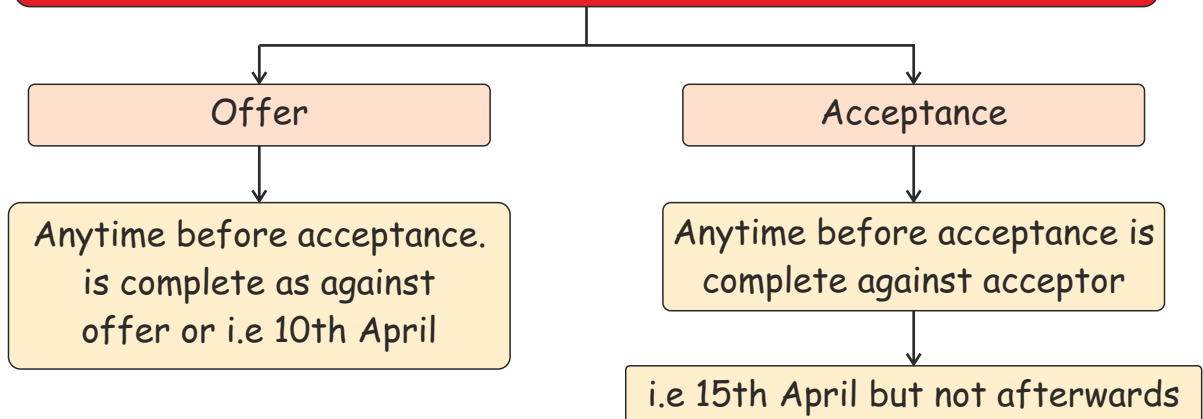 Offer
Acceptance
Anytime before acceptance.
is complete as against
offer or i.e 10th April
Anytime before acceptance is
complete against acceptor
i.e 15th April but not afterwards